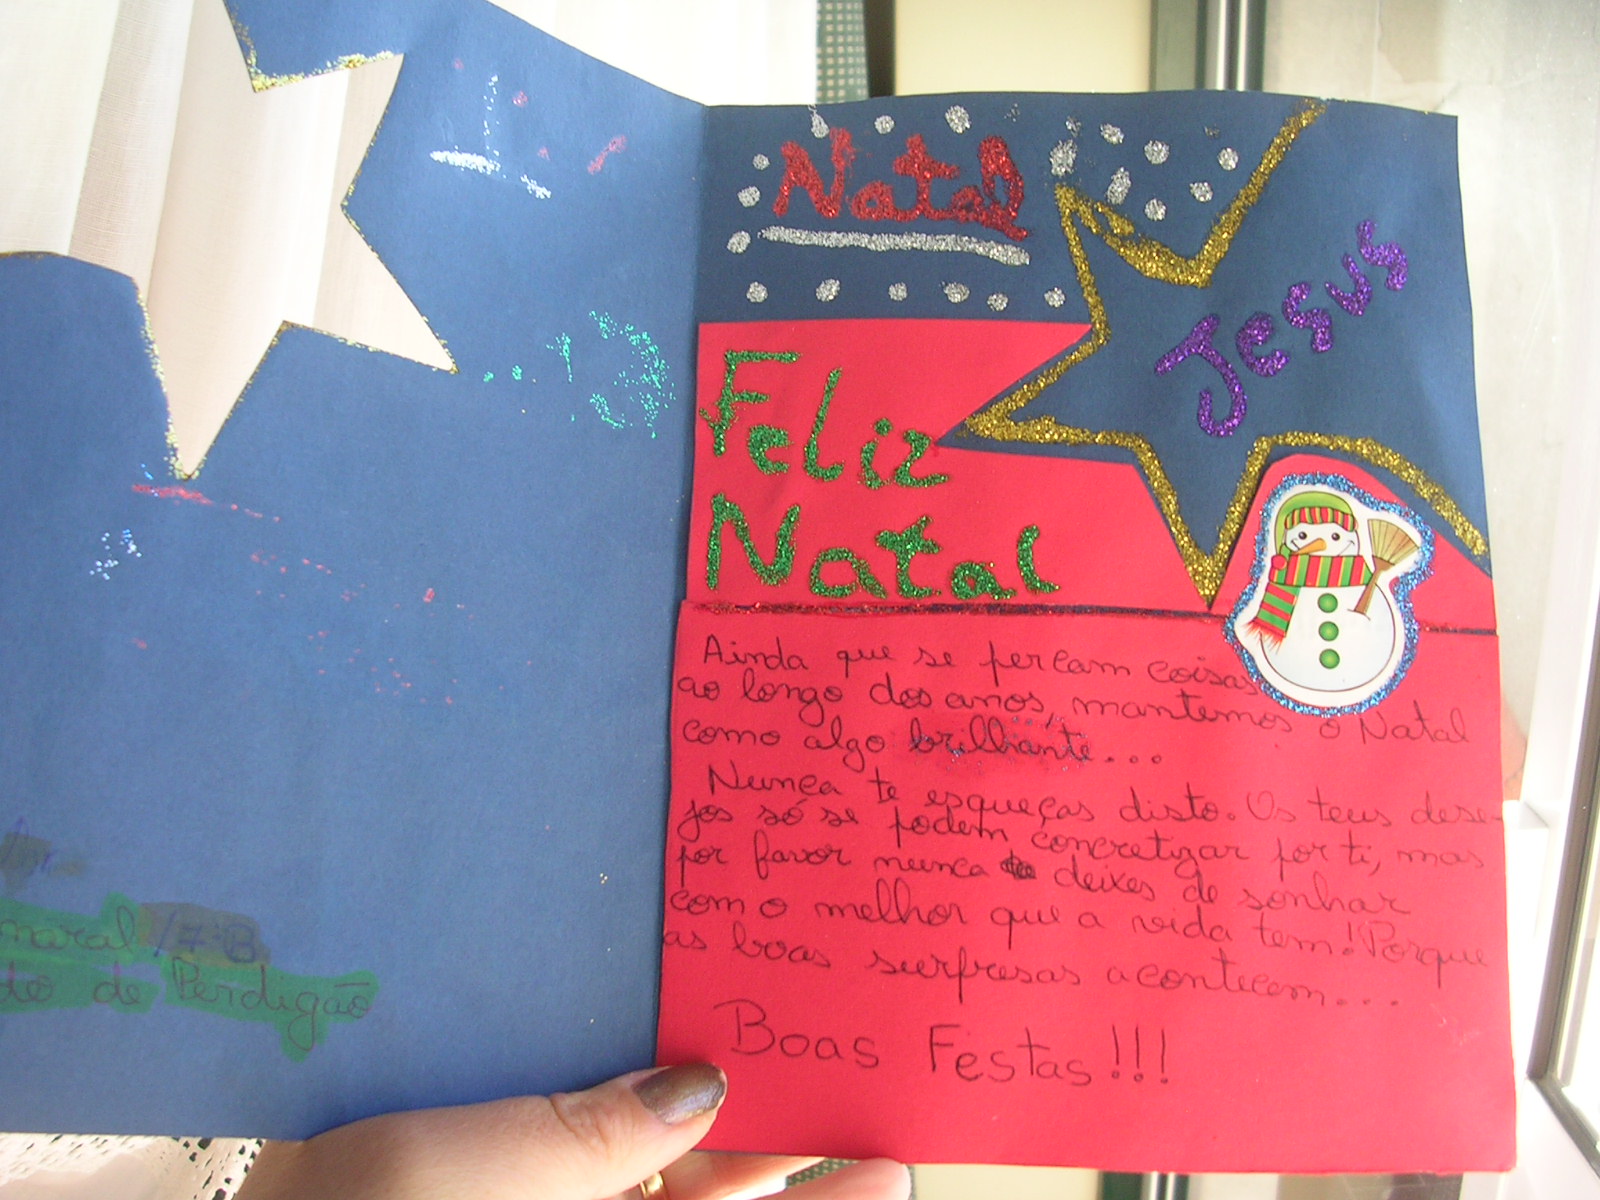 Natal
Jesus
Feliz
Natal
Ainda que se percam coisas
ao longo dos anos, mantemos o Natal
como algo brilhante...
Nunca te esqueças disto. Os teus dese-
jos só se podem concretizar por ti, mas
por favor nunca deixes de sonhar
com o melhor que a vida tem! Porque
as boas surpresas acontecem...
Boas Festas!!!
maral /7ºB
de Perdigão